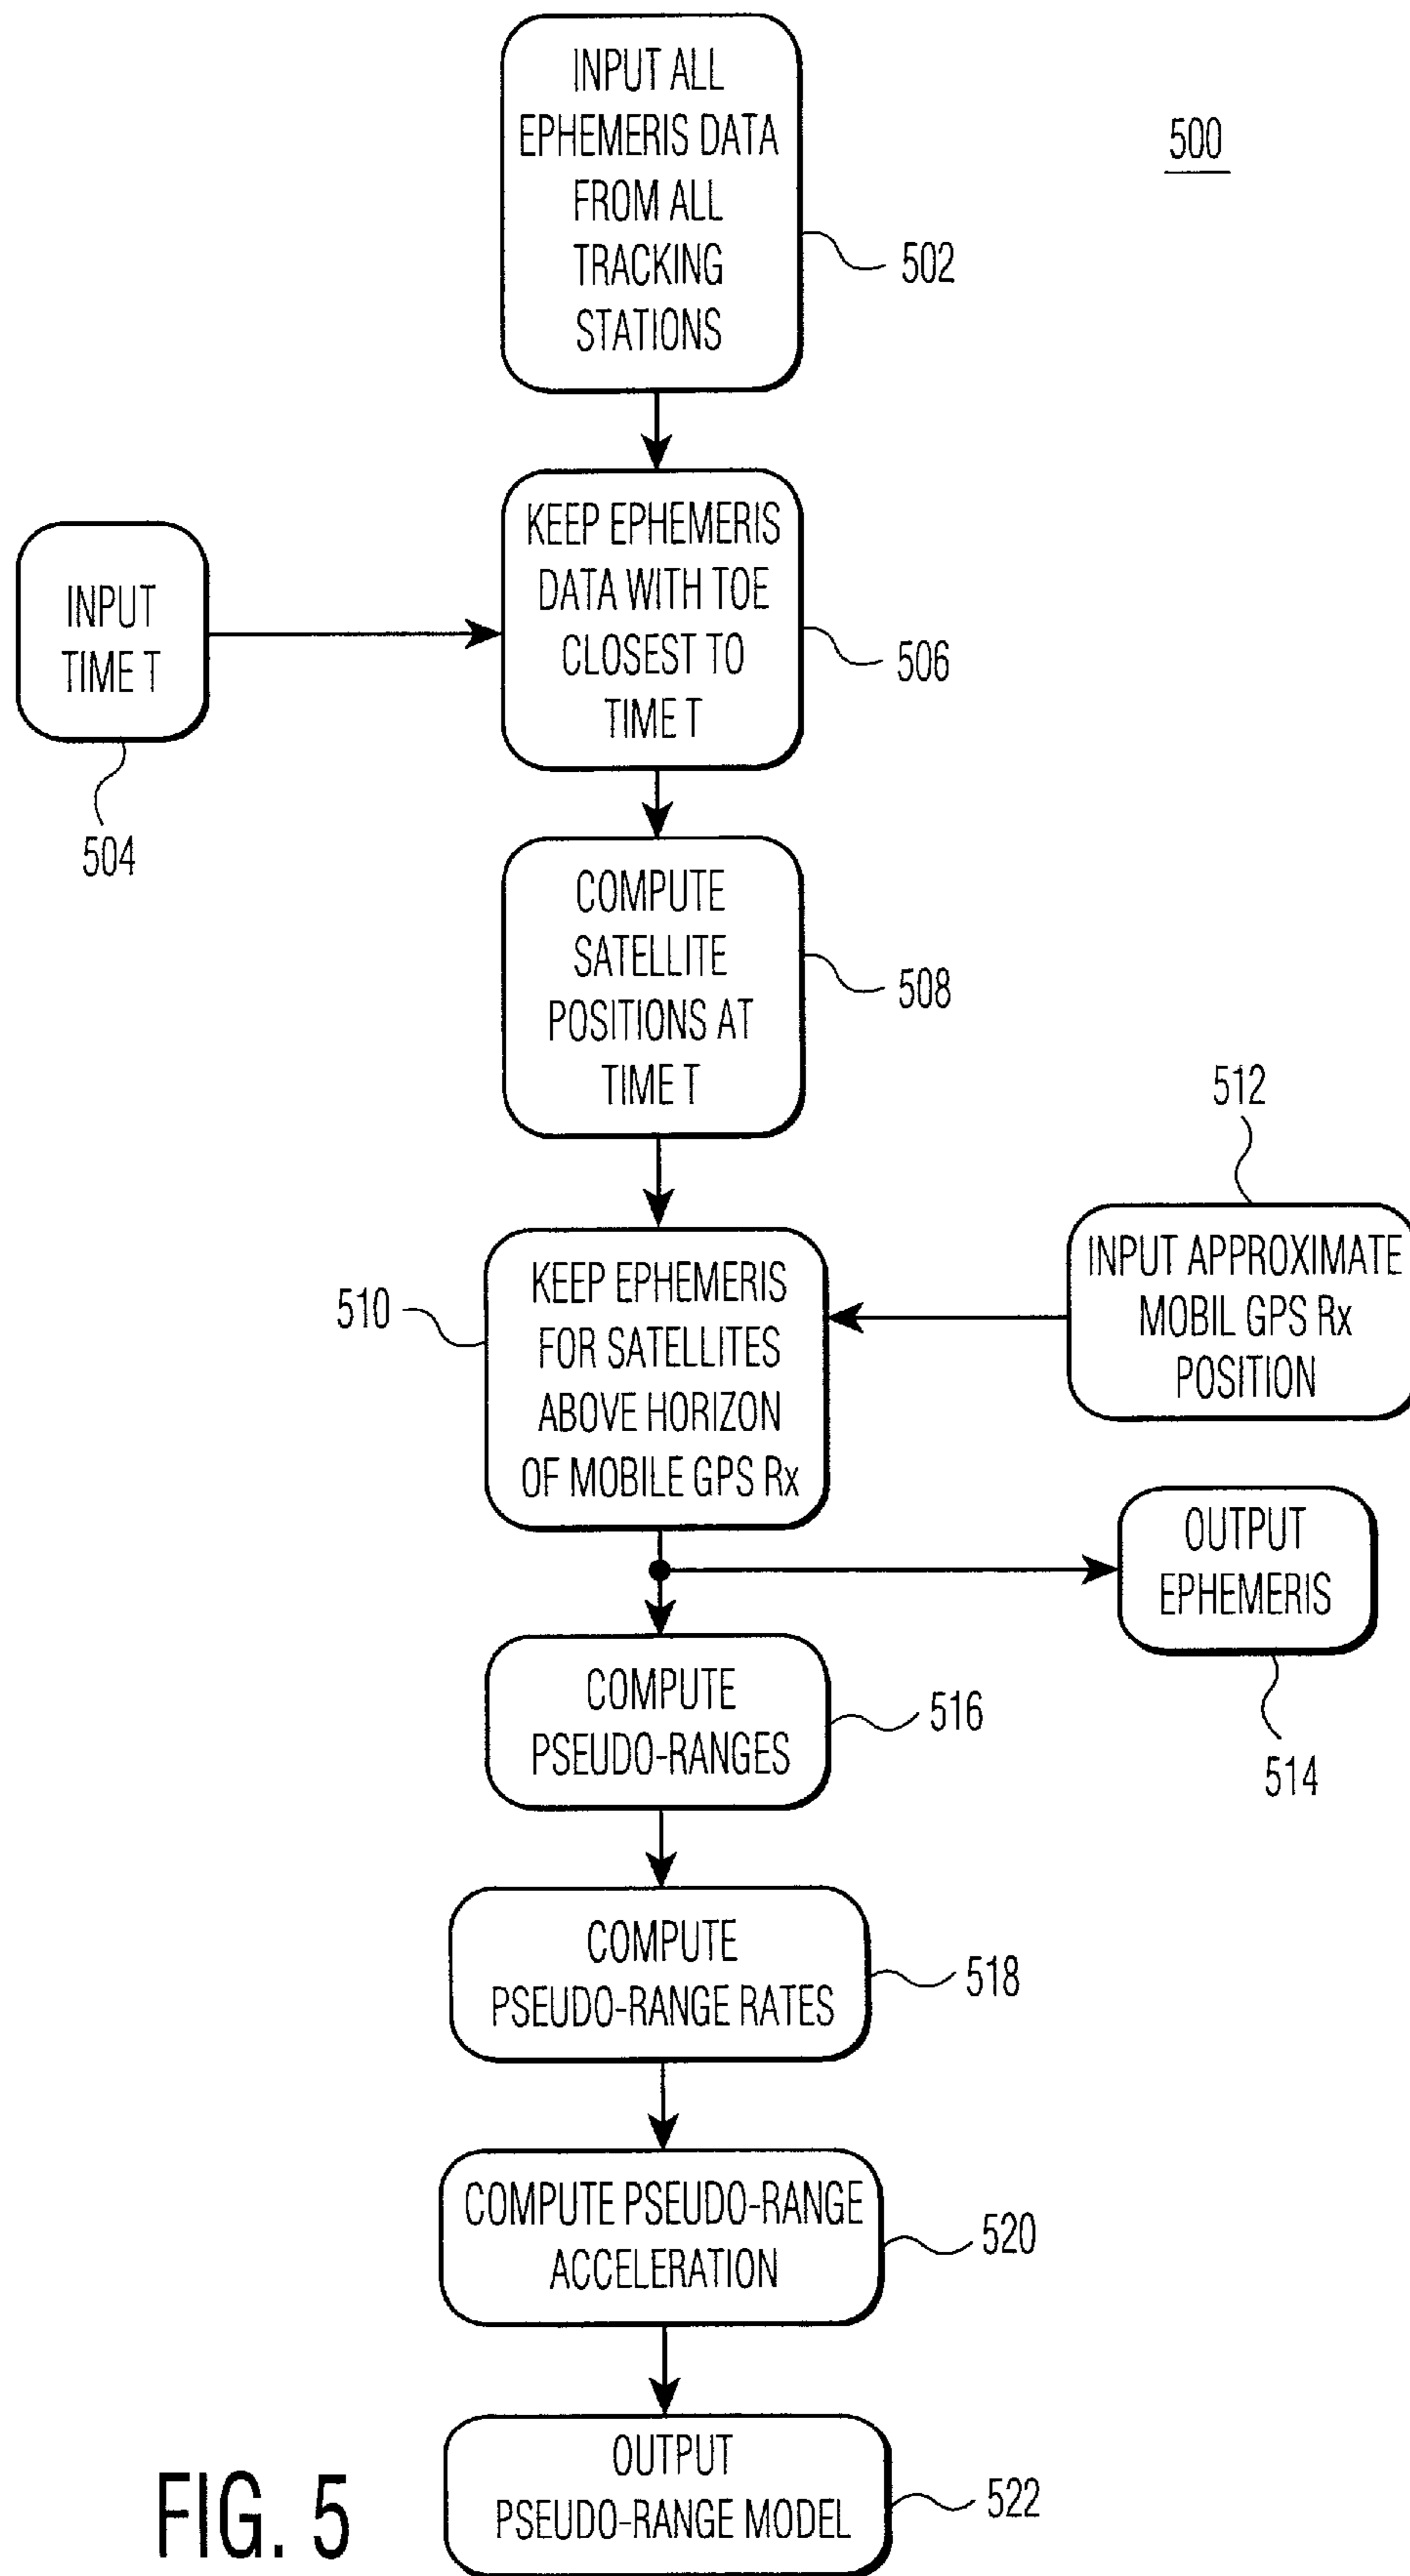 INPUT ALL
EPHEMERIS DATA
FROM ALL
TRACKING
STATIONS
500
502
KEEP EPHEMERIS
DATA WITH TOE
CLOSEST TO
TIME T
506
INPUT
TIME T
504
COMPUTE
SATELLITE
POSITIONS AT
TIME T
508
512
INPUT APPROXIMATE
MOBIL GPS Rx
POSITION
510
KEEP EPHEMERIS
FOR SATELLITES
ABOVE HORIZON
OF MOBILE GPS Rx
OUTPUT
EPHEMERIS
514
COMPUTE
PSEUDO-RANGES
516
COMPUTE
PSEUDO-RANGE RATES
518
COMPUTE PSEUDO-RANGE
ACCELERATION
520
OUTPUT
PSEUDO-RANGE MODEL
522
FIG. 5